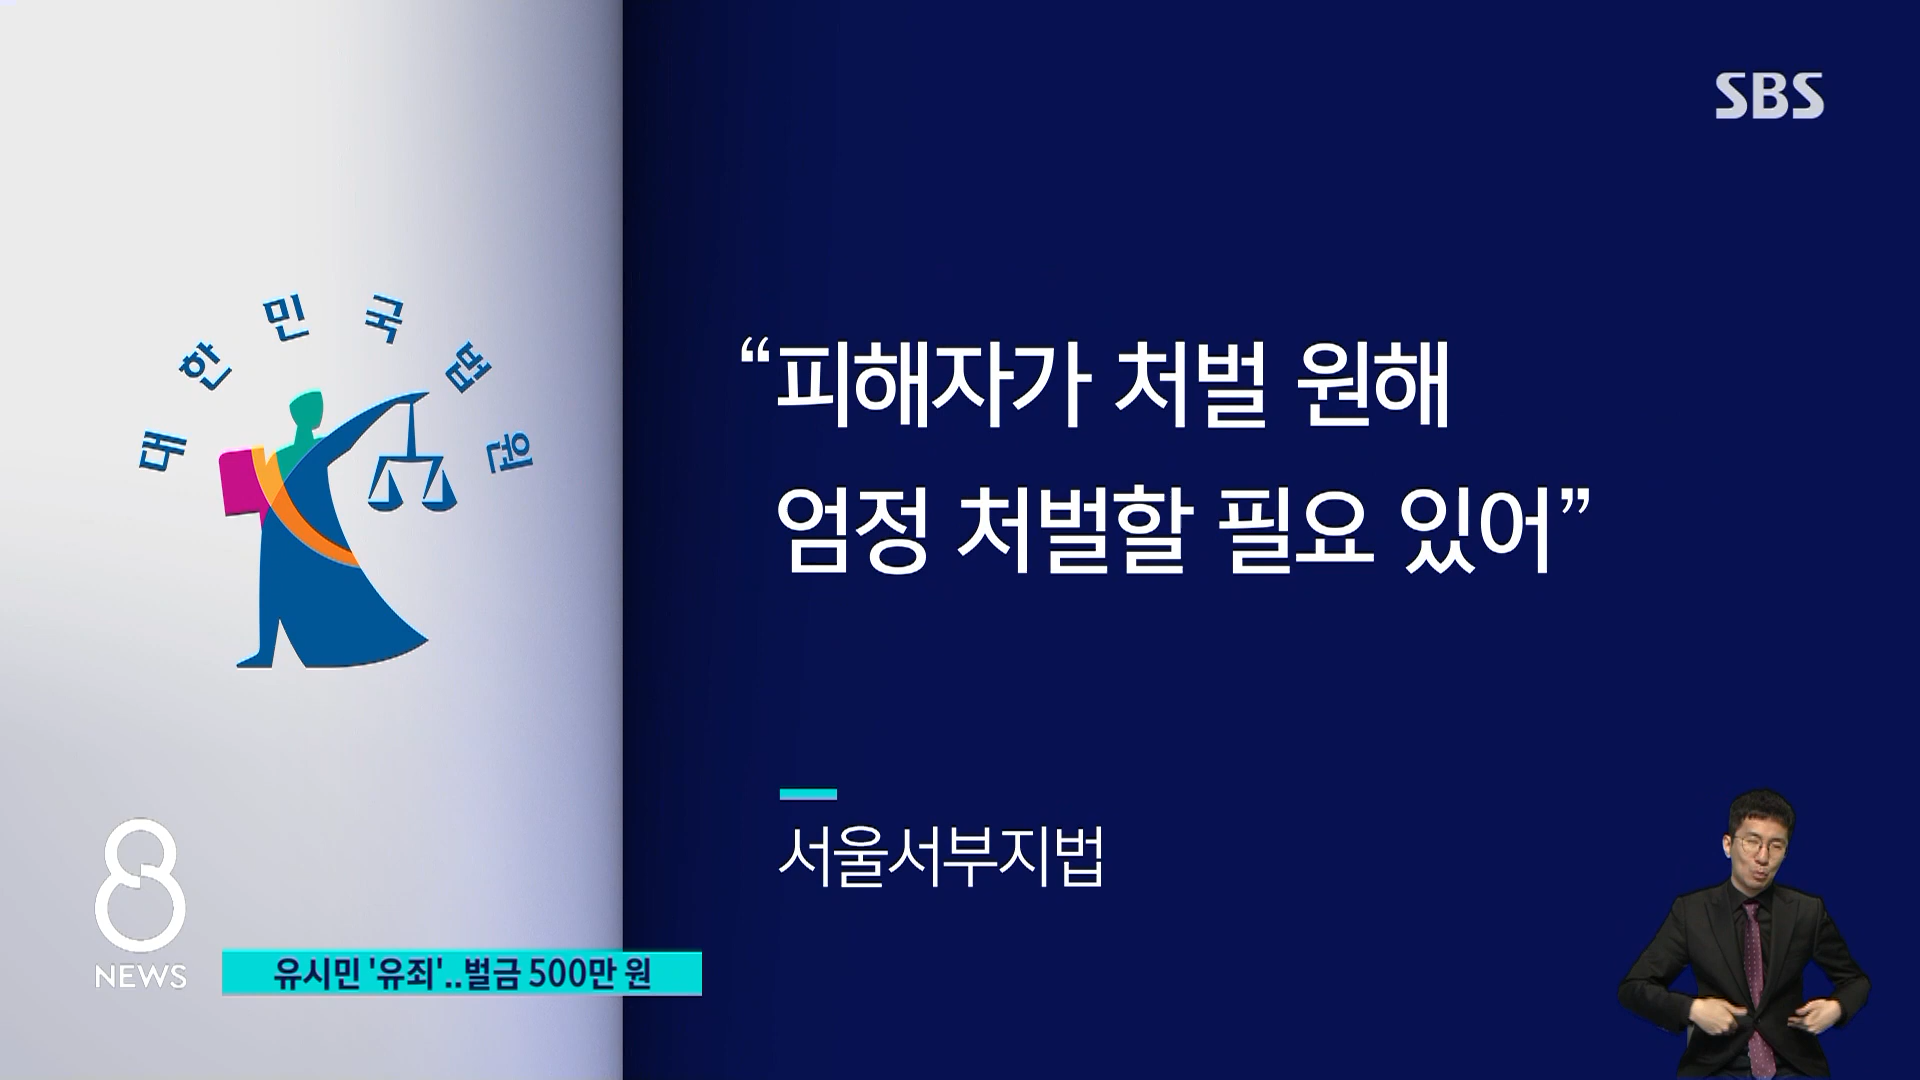 SBS
대한민국법원
“피해자가 처벌 원해
엄정 처벌할 필요 있어”
서울서부지법
8
NEWS
유시민 '유죄'..벌금 500만 원